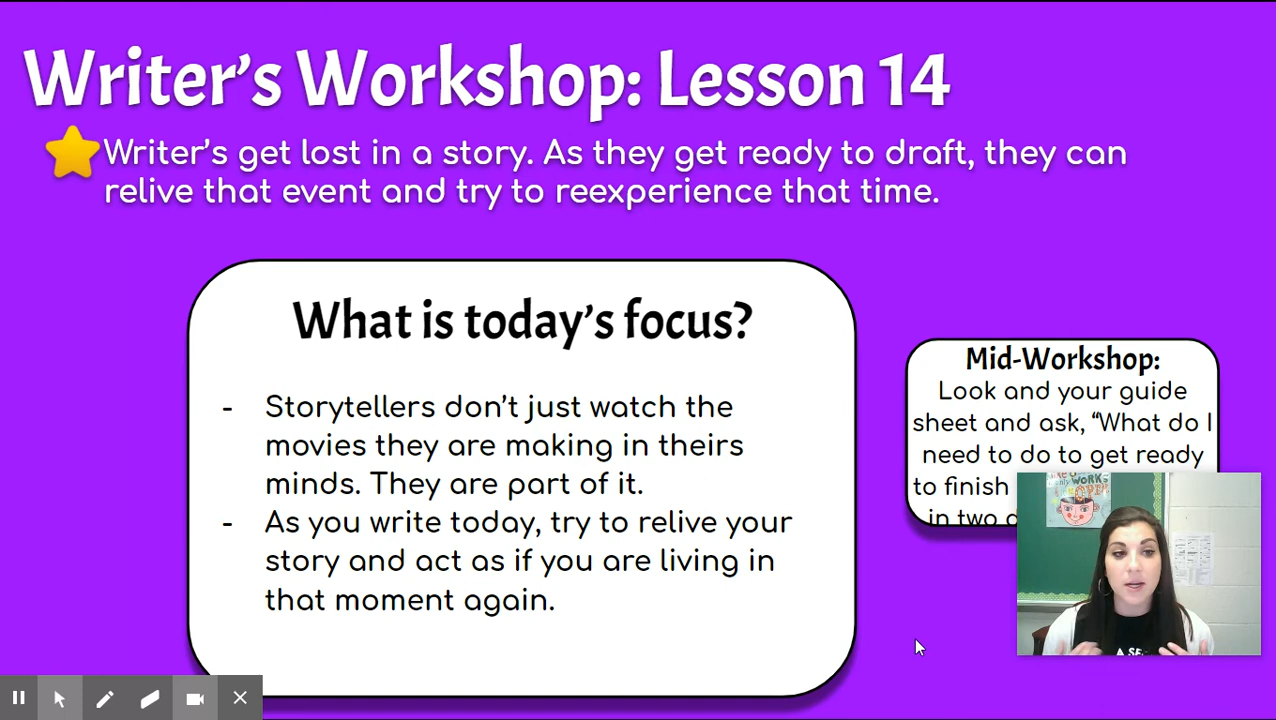 Writer's Workshop: Lesson 14
Writer's get lost in a story. As they get ready to draft, they can
relive that event and try to reexperience that time.
What is today's focus?
- Storytellers don't just watch the
movies they are making in theirs
minds. They are part of it.
- As you write today, try to relive your
story and act as if you are living in
that moment again.
Mid-Workshop:
Look and your guide
sheet and ask, “What do I
need to do to get ready
to finish
in two